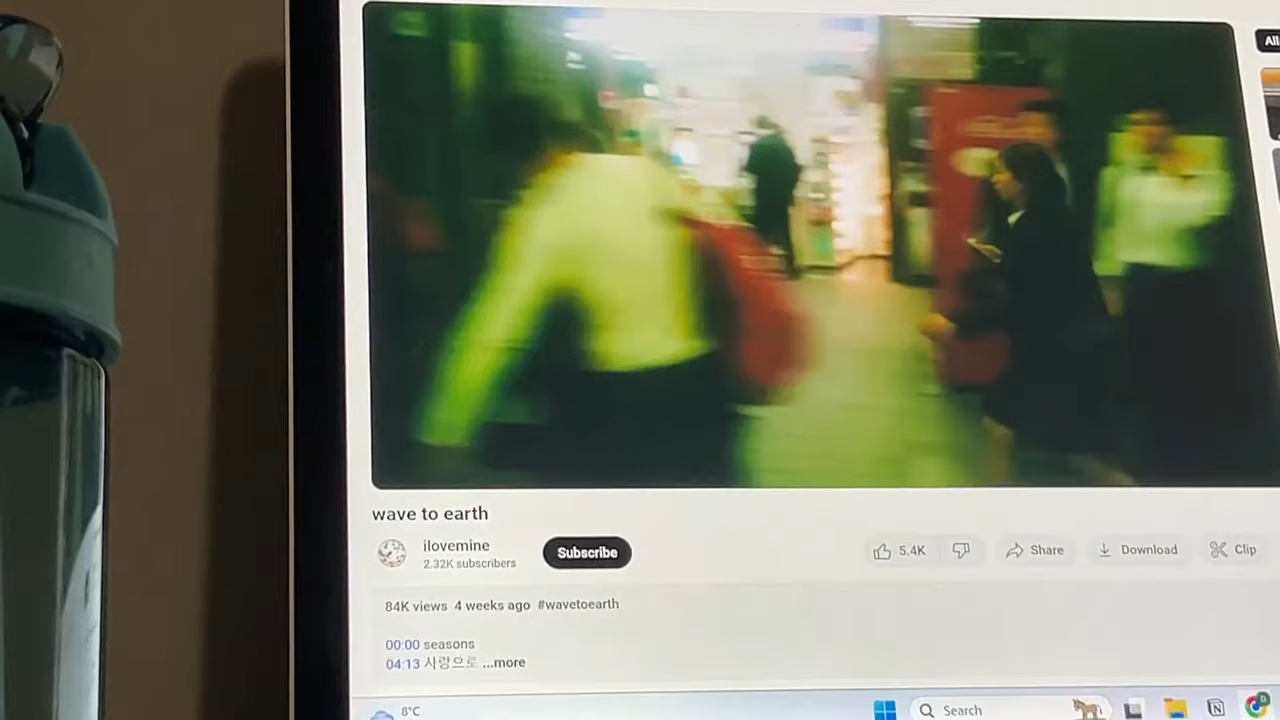 All
wave to earth
ilovemine
2.32K subscribers
Subscribe
5.4K
Share
Download
Clip
84K views 4 weeks ago #wavetoearth
00:00 seasons
04:13 사랑으로 ...more
8°C
Search